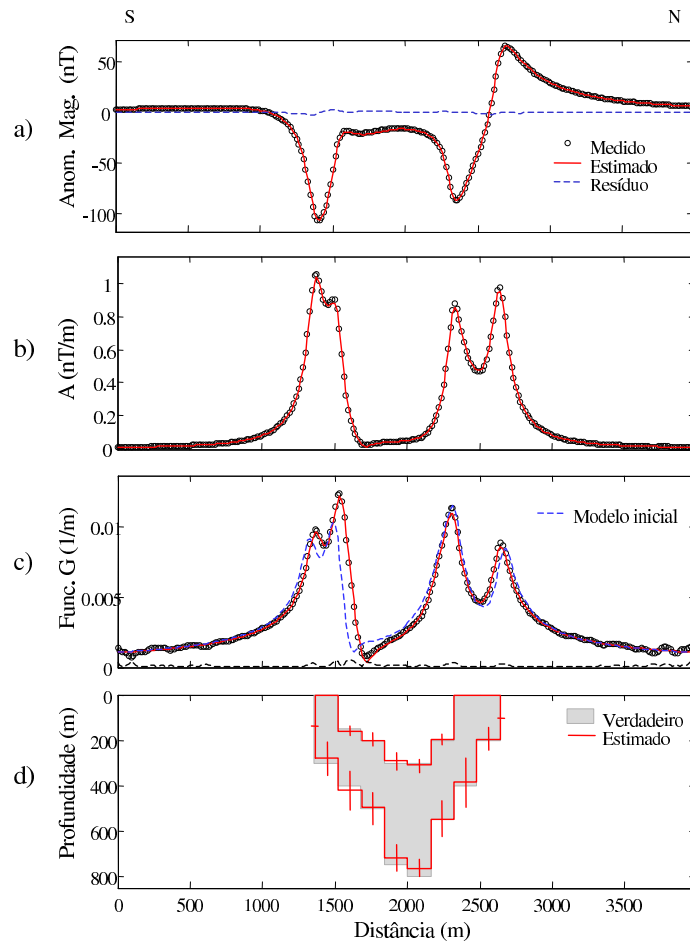 S N
a)
Anom. Mag. (nT)
50
0
-50
-100
Medido
Estimado
Resíduo
b)
A (nT/m)
1
0.8
0.6
0.4
0.2
0
c)
Func. G (1/m)
0.01
0.005
0
Modelo inicial
d)
Profundidade (m)
0
200
400
600
800
Verdadeiro
Estimado
0 500 1000 1500 2000 2500 3000 3500
Distância (m)